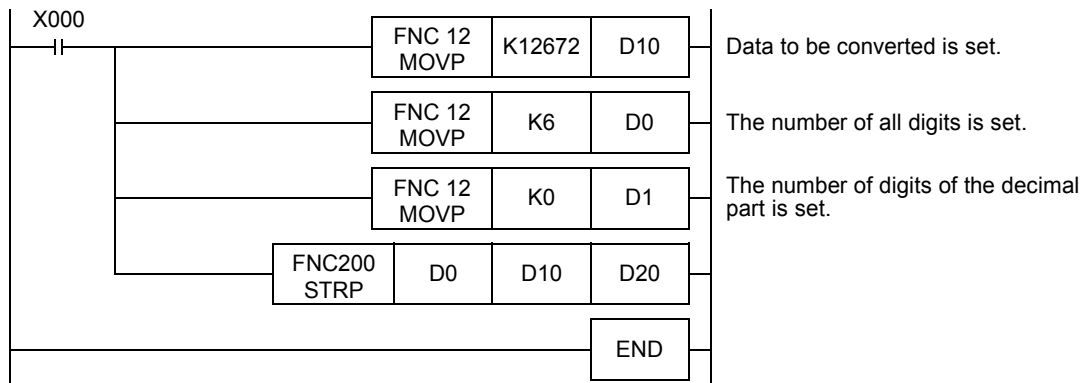 X000
FNC 12 MOVP K12672 D10 Data to be converted is set.
FNC 12 MOVP K6 D0 The number of all digits is set.
FNC 12 MOVP K0 D1 The number of digits of the decimal
part is set.
FNC200 STRP D0 D10 D20
END